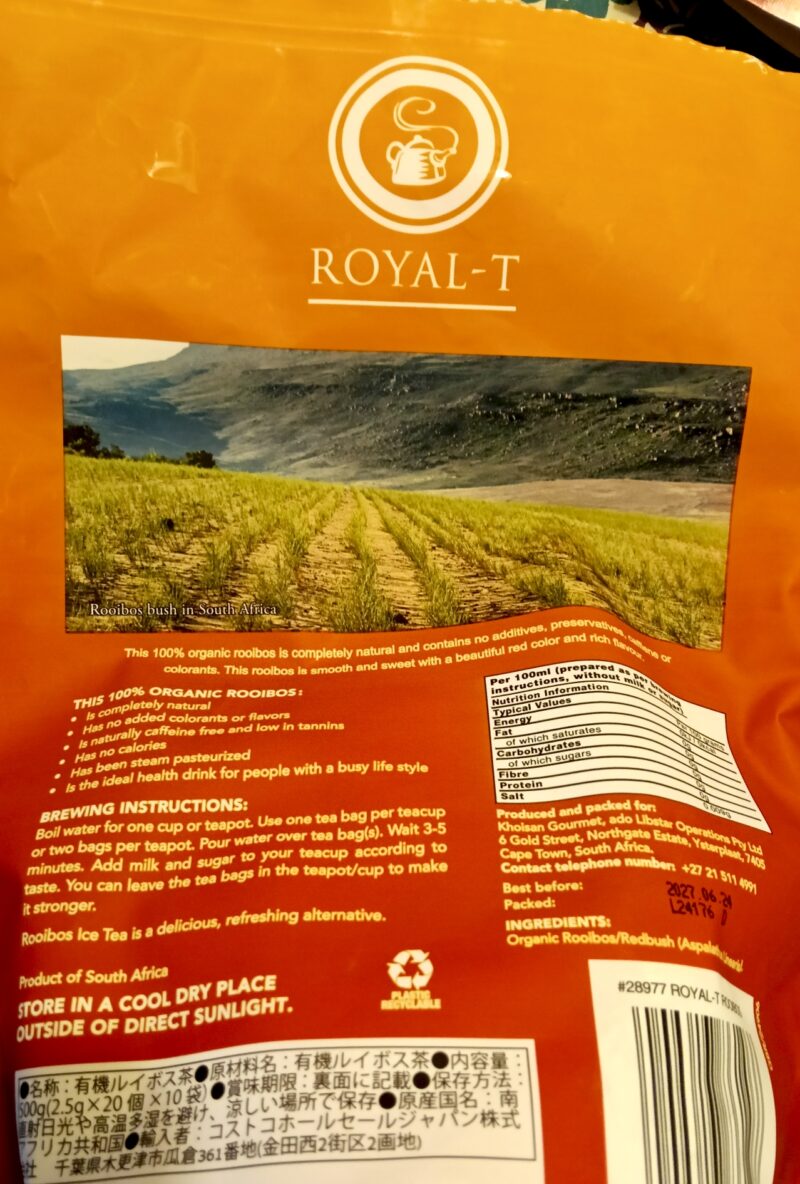 ROYAL-T
Rooibos bush in South Africa
This 100% organic rooibos is completely natural and contains no additives, preservatives, caffeine or
colorants. This rooibos is smooth and sweet with a beautiful red color and rich flavour.
THIS 100% ORGANIC ROOIBOS:
• Is completely natural
• Has no added colorants or flavors
• Is naturally caffeine free and low in tannins
• Has no calories
• Has been steam pasteurized
• Is the ideal health drink for people with a busy life style
BREWING INSTRUCTIONS:
Boil water for one cup or teapot. Use one tea bag per teacup
or two bags per teapot. Pour water over tea bag(s). Wait 3-5
minutes. Add milk and sugar to your teacup according to
taste. You can leave the tea bags in the teapot/cup to make
it stronger.
Rooibos Ice Tea is a delicious, refreshing alternative.
Product of South Africa
STORE IN A COOL DRY PLACE
OUTSIDE OF DIRECT SUNLIGHT.
PLASTIC
RECYCLABLE
Per 100ml (prepared as per brewing
instructions, without milk or sugar)
Nutrition Information
Typical Values
Energy
Fat
of which saturates
Carbohydrates
of which sugars
Fibre
Protein
Salt
Produced and packed for:
Khoisan Gourmet, ado Libstar Operations Pty Ltd
6 Gold Street, Northgate Estate, Ysterplaat, 7405
Cape Town, South Africa.
Contact telephone number: +27 21 511 4991
Best before: 2027.06.24
Packed: L24176
INGREDIENTS:
Organic Rooibos/Redbush
#28977 ROYAL-T
●名称：有機ルイボス茶●原材料名：有機ルイボス茶●内容量：
500g(2.5g×20個×10袋)●賞味期限：裏面に記載●保存方法：
直射日光や高温多湿を避け、涼しい場所で保存●原産国名：南
アフリカ共和国●輸入者：コストコホールセールジャパン株式
社 千葉県木更津市瓜倉361番地(金田西2街区2画地)